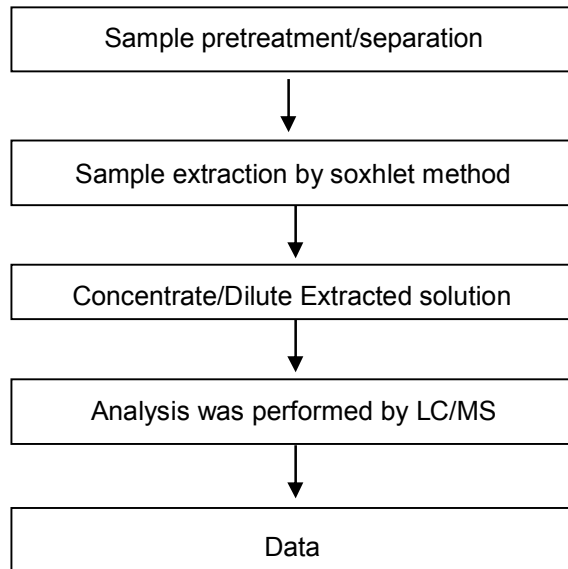 Sample pretreatment/separation
Sample extraction by soxhlet method
Concentrate/Dilute Extracted solution
Analysis was performed by LC/MS
Data